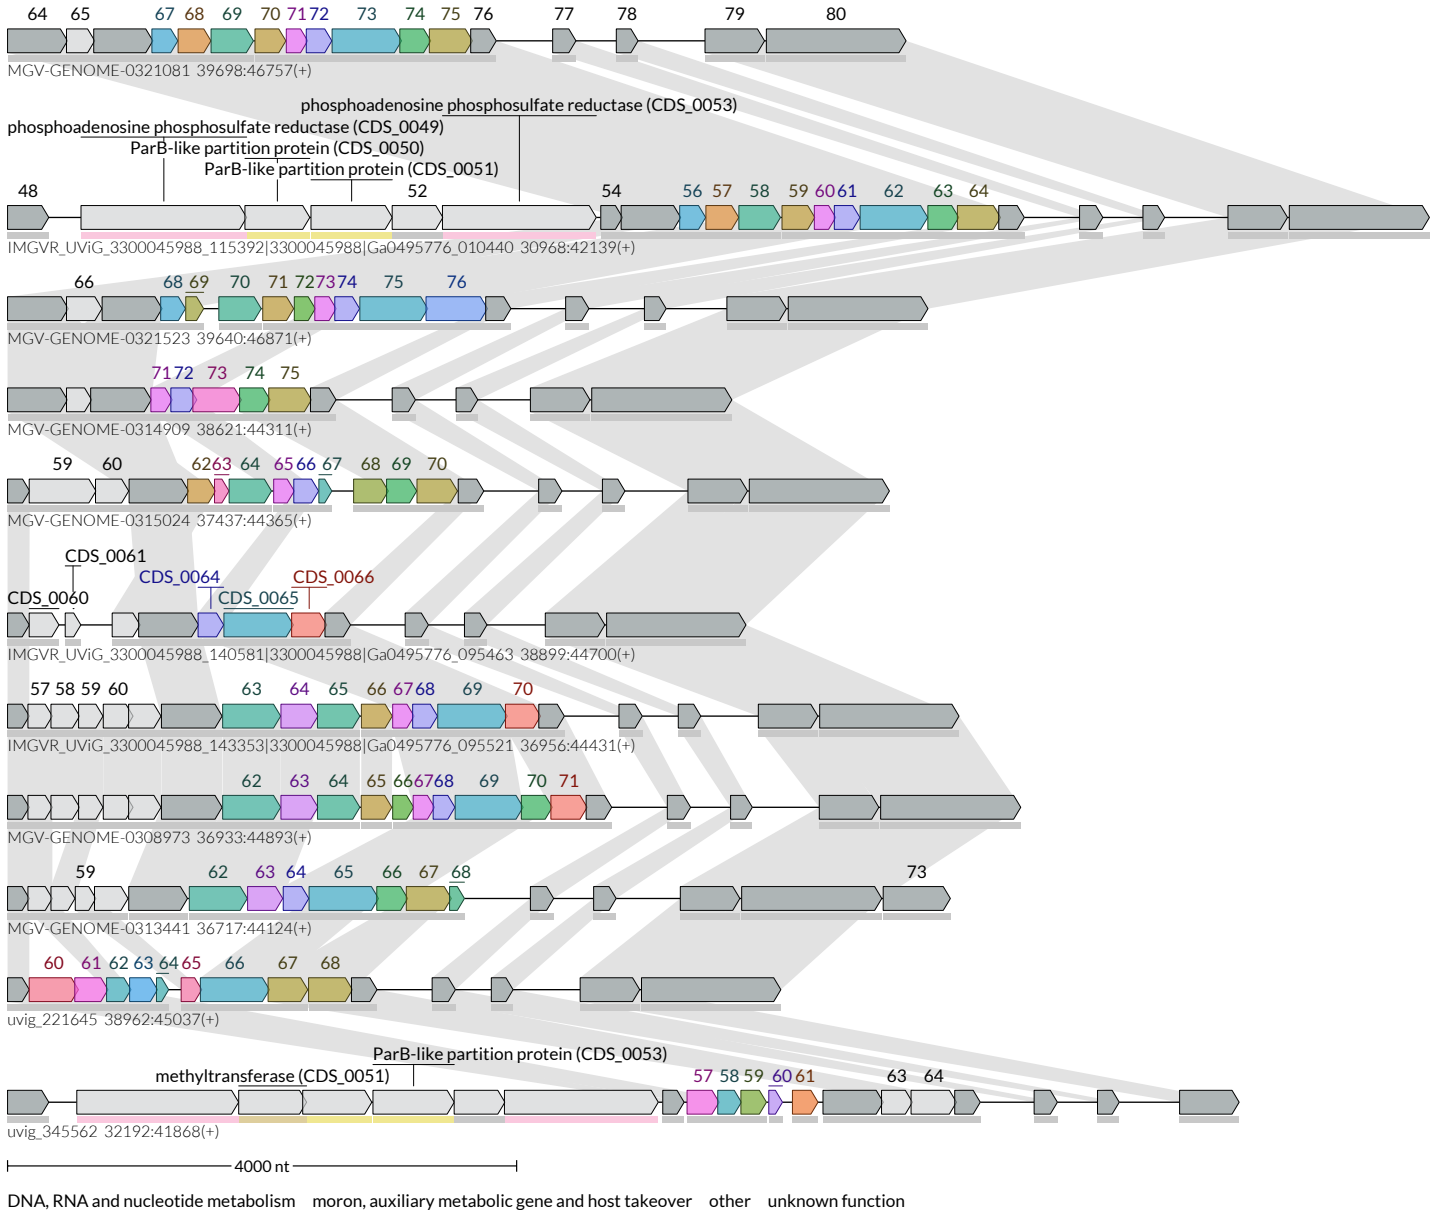 64 65 67 68 69 70 71 72 73 74 75 76 77 78 79 80
MGV-GENOME-0321081 39698:46757(+)
phosphoadenosine phosphosulfate reductase (CDS_0053)
phosphoadenosine phosphosulfate reductase (CDS_0049)
ParB-like partition protein (CDS_0050)
ParB-like partition protein (CDS_0051)
48 52 54 56 57 58 59 60 61 62 63 64
IMGVR_UViG_3300045988_115392|3300045988|Ga0495776_010440 30968:42139(+)
66 68 69 70 71 72 73 74 75 76
MGV-GENOME-0321523 39640:46871(+)
71 72 73 74 75
MGV-GENOME-0314909 38621:44311(+)
59 60 62 63 64 65 66 67 68 69 70
MGV-GENOME-0315024 37437:44365(+)
CDS_0061
CDS_0064 CDS_0066
CDS_0060 CDS_0065
IMGVR_UViG_3300045988_140581|3300045988|Ga0495776_095463 38899:44700(+)
57 58 59 60 63 64 65 66 67 68 69 70
IMGVR_UViG_3300045988_143353|3300045988|Ga0495776_095521 36956:44431(+)
62 63 64 65 66 67 68 69 70 71
MGV-GENOME-0308973 36933:44893(+)
59 62 63 64 65 66 67 68 73
MGV-GENOME-0313441 36717:44124(+)
60 61 62 63 64 65 66 67 68
uvig_221645 38962:45037(+)
ParB-like partition protein (CDS_0053)
methyltransferase (CDS_0051)
57 58 59 60 61 63 64
uvig_345562 32192:41868(+)
4000 nt
DNA, RNA and nucleotide metabolism moron, auxiliary metabolic gene and host takeover other unknown function